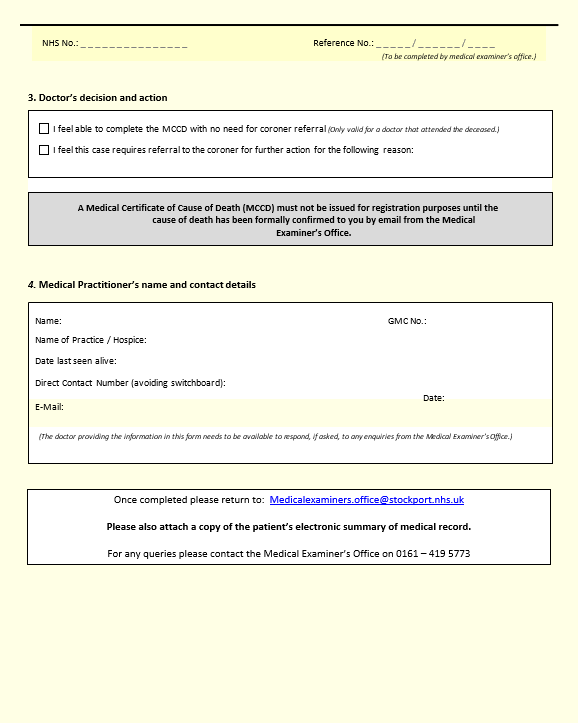 NHS No.: _ _ _ _ _ _ _ _ _ _ _ _ _ _ _ Reference No.: _ _ _ _ _ / _ _ _ _ _ _ / _ _ _ _
(To be completed by medical examiner's office.)
3. Doctor's decision and action
☐ I feel able to complete the MCCD with no need for coroner referral (Only valid for a doctor that attended the deceased.)
☐ I feel this case requires referral to the coroner for further action for the following reason:
A Medical Certificate of Cause of Death (MCCD) must not be issued for registration purposes until the
cause of death has been formally confirmed to you by email from the Medical
Examiner's Office.
4. Medical Practitioner's name and contact details
Name: GMC No.:
Name of Practice / Hospice:
Date last seen alive:
Direct Contact Number (avoiding switchboard):
Date:
E-Mail:
(The doctor providing the information in this form needs to be available to respond, if asked, to any enquiries from the Medical Examiner's Office.)
Once completed please return to: Medicalexaminers.office@stockport.nhs.uk
Please also attach a copy of the patient's electronic summary of medical record.
For any queries please contact the Medical Examiner's Office on 0161 – 419 5773